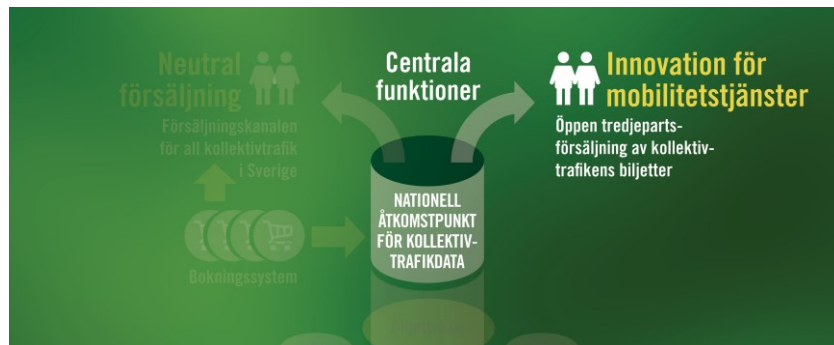 Neutral
försäljning
Försäljningskanalen
för all kollektivtrafik
i Sverige
Bokningssystem
Centrala
funktioner
NATIONELL
ÅTKOMSTPUNKT
FÖR KOLLEKTIV-
TRAFIKDATA
Innovation för
mobilitetstjänster
Öppen tredjeparts-
försäljning av kollektiv-
trafikens biljetter